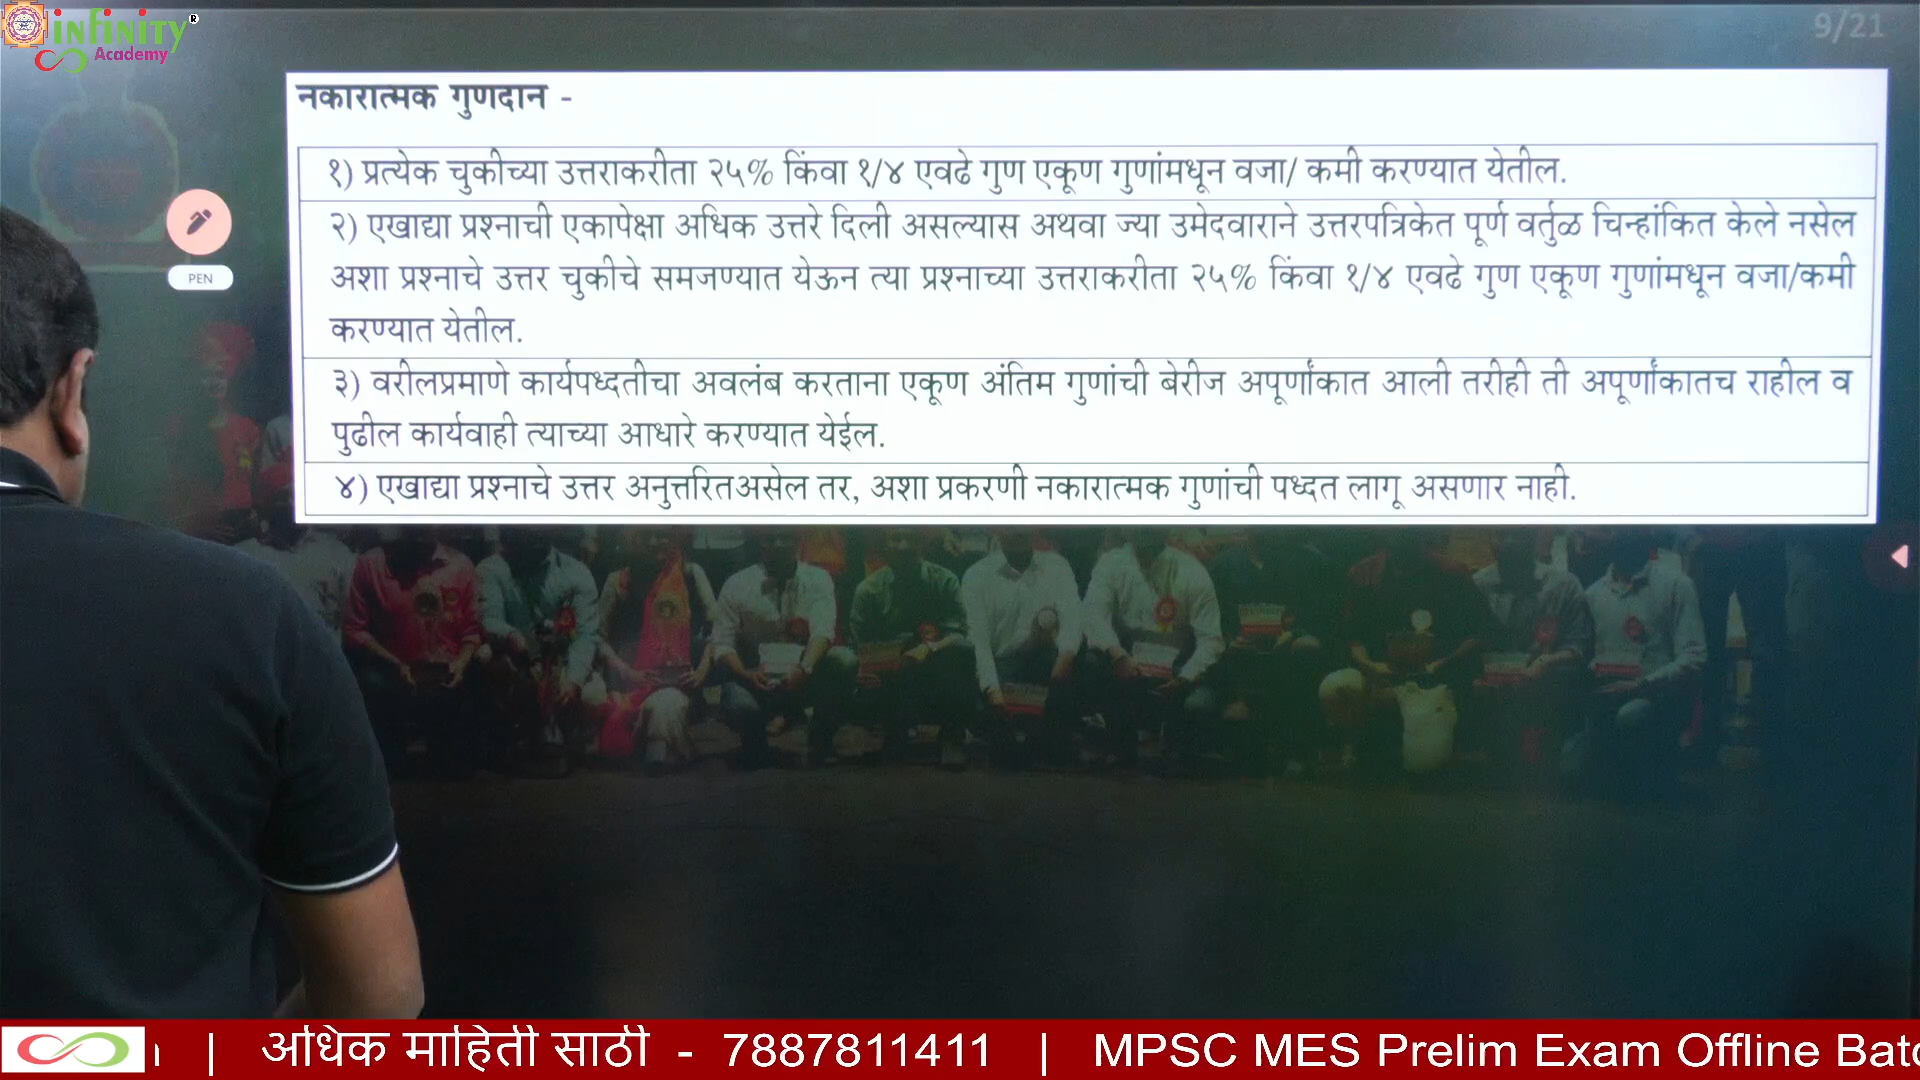 infinity®
Academy
9/21
नकारात्मक गुणदान -
१) प्रत्येक चुकीच्या उत्तराकरीता २५% किंवा १/४ एवढे गुण एकूण गुणांमधून वजा/ कमी करण्यात येतील.
२) एखाद्या प्रश्नाची एकापेक्षा अधिक उत्तरे दिली असल्यास अथवा ज्या उमेदवाराने उत्तरपत्रिकेत पूर्ण वर्तुळ चिन्हांकित केले नसेल
अशा प्रश्नाचे उत्तर चुकीचे समजण्यात येऊन त्या प्रश्नाच्या उत्तराकरीता २५% किंवा १/४ एवढे गुण एकूण गुणांमधून वजा/कमी
करण्यात येतील.
३) वरीलप्रमाणे कार्यपध्दतीचा अवलंब करताना एकूण अंतिम गुणांची बेरीज अपूर्णांकात आली तरीही ती अपूर्णांकातच राहील व
पुढील कार्यवाही त्याच्या आधारे करण्यात येईल.
४) एखाद्या प्रश्नाचे उत्तर अनुत्तरितअसेल तर, अशा प्रकरणी नकारात्मक गुणांची पध्दत लागू असणार नाही.
PEN
| अधिक माहिती साठी - 7887811411 | MPSC MES Prelim Exam Offline